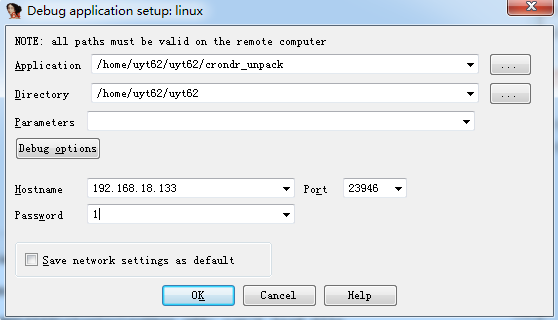 Debug application setup: linux
NOTE: all paths must be valid on the remote computer
Application /home/uyt62/uyt62/crondr_unpack ...
Directory /home/uyt62/uyt62 ...
Parameters
Debug options
Hostname 192.168.18.133 Port 23946
Password 1
Save network settings as default
OK Cancel Help